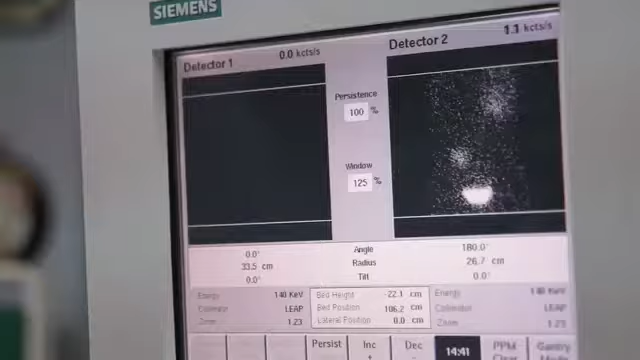 SIEMENS
Detector 1 0.0 kcts/s
Detector 2 1.1 kcts/s
Persistence
100 %
Window
125 %
0.0° Angle 180.0°
33.5 cm Radius 26.7 cm
0.0° Tilt 0.0°
Energy 140 KeV
Collimator LEAP
Zoom 1.23
Bed Height -22.1 cm
Bed Position 106.2 cm
Lateral Position 0.0 cm
Energy 140 KeV
Collimator LEAP
Zoom 1.23
Persist
Inc
+
Dec
-
14:41
PPM
Gantry